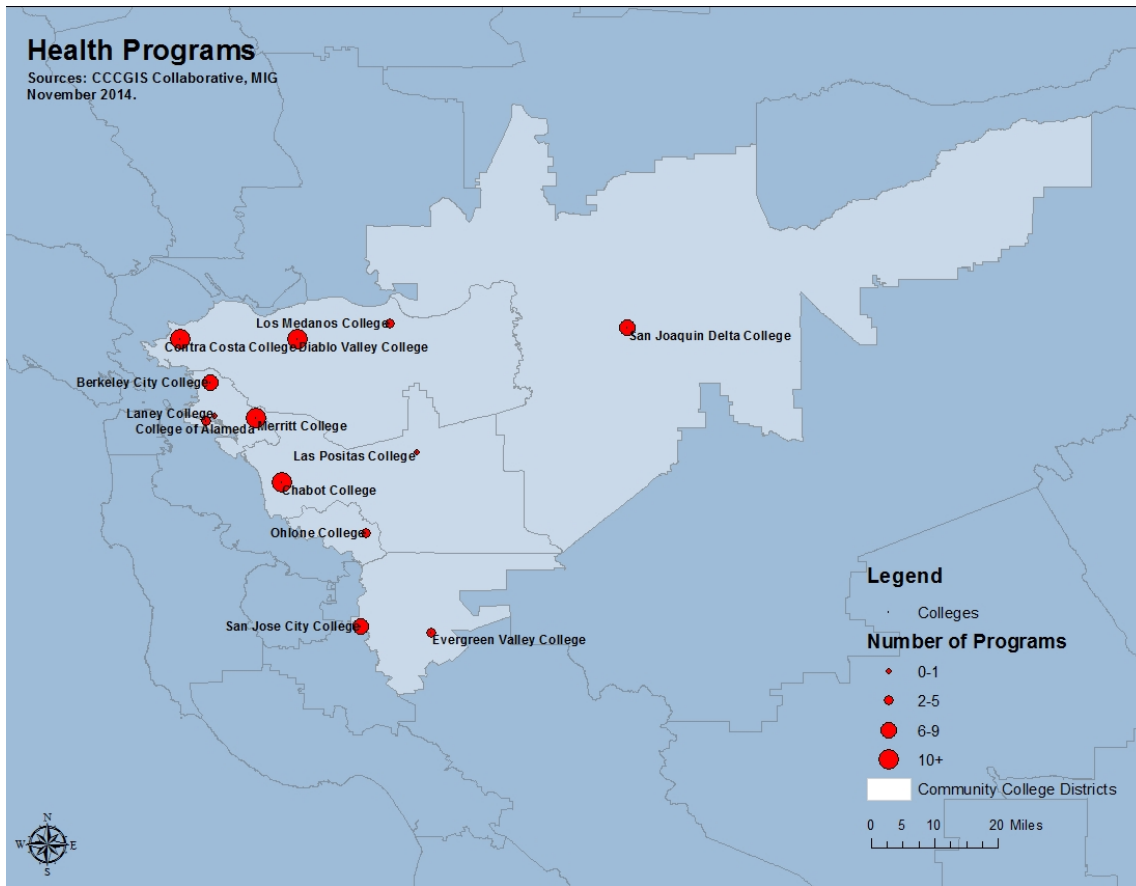 Health Programs
Sources: CCCGIS Collaborative, MIG
November 2014.
Los Medanos College
San Joaquin Delta College
Contra Costa College
Diablo Valley College
Berkeley City College
Laney College
College of Alameda
Merritt College
Las Positas College
Chabot College
Ohlone College
San Jose City College
Evergreen Valley College
Legend
Colleges
Number of Programs
0-1
2-5
6-9
10+
Community College Districts
0 5 10 20 Miles
N
W E
S